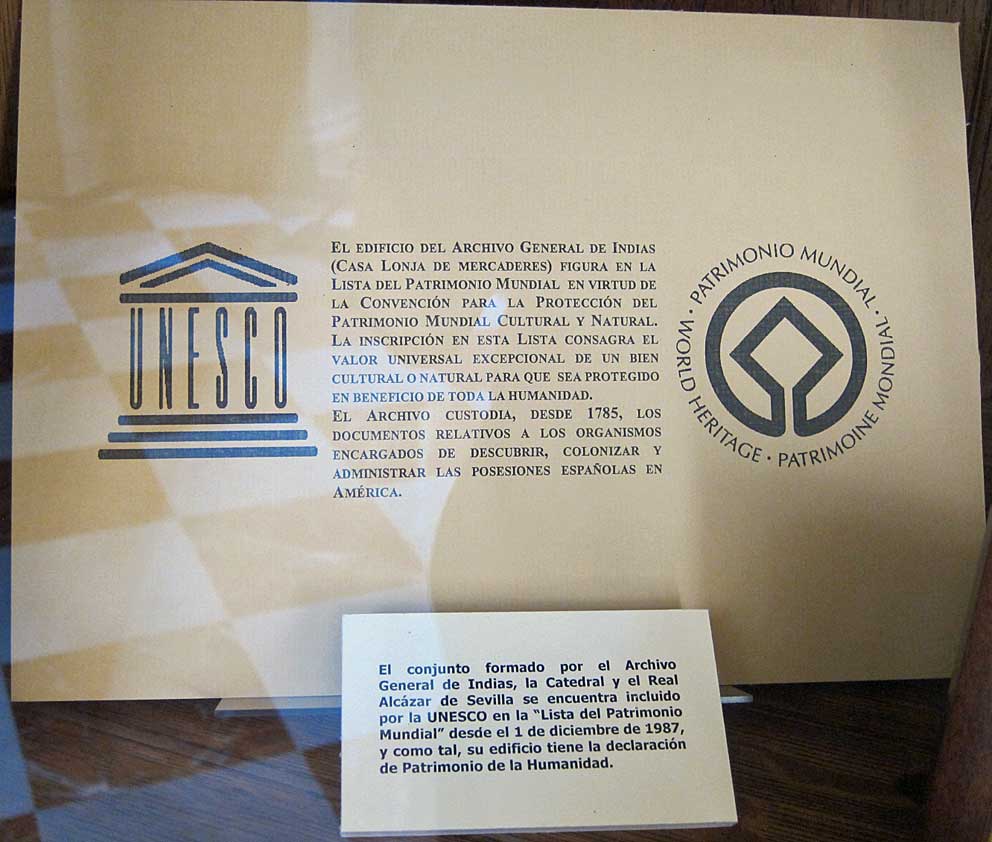 UNESCO
EL EDIFICIO DEL ARCHIVO GENERAL DE INDIAS
(CASA LONJA DE MERCADERES) FIGURA EN LA
LISTA DEL PATRIMONIO MUNDIAL EN VIRTUD DE
LA CONVENCIÓN PARA LA PROTECCIÓN DEL
PATRIMONIO MUNDIAL CULTURAL Y NATURAL.
LA INSCRIPCIÓN EN ESTA LISTA CONSAGRA EL
VALOR UNIVERSAL EXCEPCIONAL DE UN BIEN
CULTURAL O NATURAL PARA QUE SEA PROTEGIDO
EN BENEFICIO DE TODA LA HUMANIDAD.
EL ARCHIVO CUSTODIA, DESDE 1785, LOS
DOCUMENTOS RELATIVOS A LOS ORGANISMOS
ENCARGADOS DE DESCUBRIR, COLONIZAR Y
ADMINISTRAR LAS POSESIONES ESPAÑOLAS EN
AMÉRICA.
• PATRIMONIO MUNDIAL •
WORLD HERITAGE • PATRIMOINE MONDIAL
El conjunto formado por el Archivo
General de Indias, la Catedral y el Real
Alcázar de Sevilla se encuentra incluido
por la UNESCO en la “Lista del Patrimonio
Mundial” desde el 1 de diciembre de 1987,
y como tal, su edificio tiene la declaración
de Patrimonio de la Humanidad.